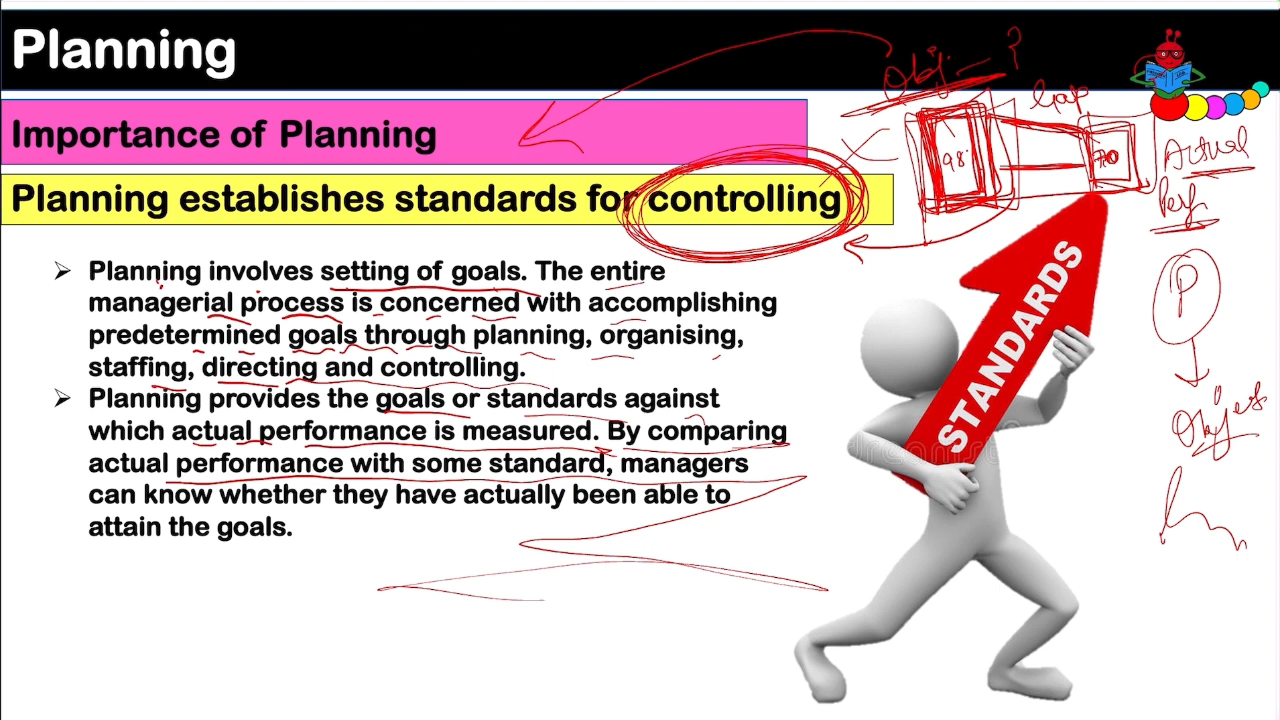 Planning
Importance of Planning
Planning establishes standards for controlling
➢ Planning involves setting of goals. The entire
managerial process is concerned with accomplishing
predetermined goals through planning, organising,
staffing, directing and controlling.
➢ Planning provides the goals or standards against
which actual performance is measured. By comparing
actual performance with some standard, managers
can know whether they have actually been able to
attain the goals.
Obj - ?
Gap
98
70
Actual
Perf
P
STANDARDS